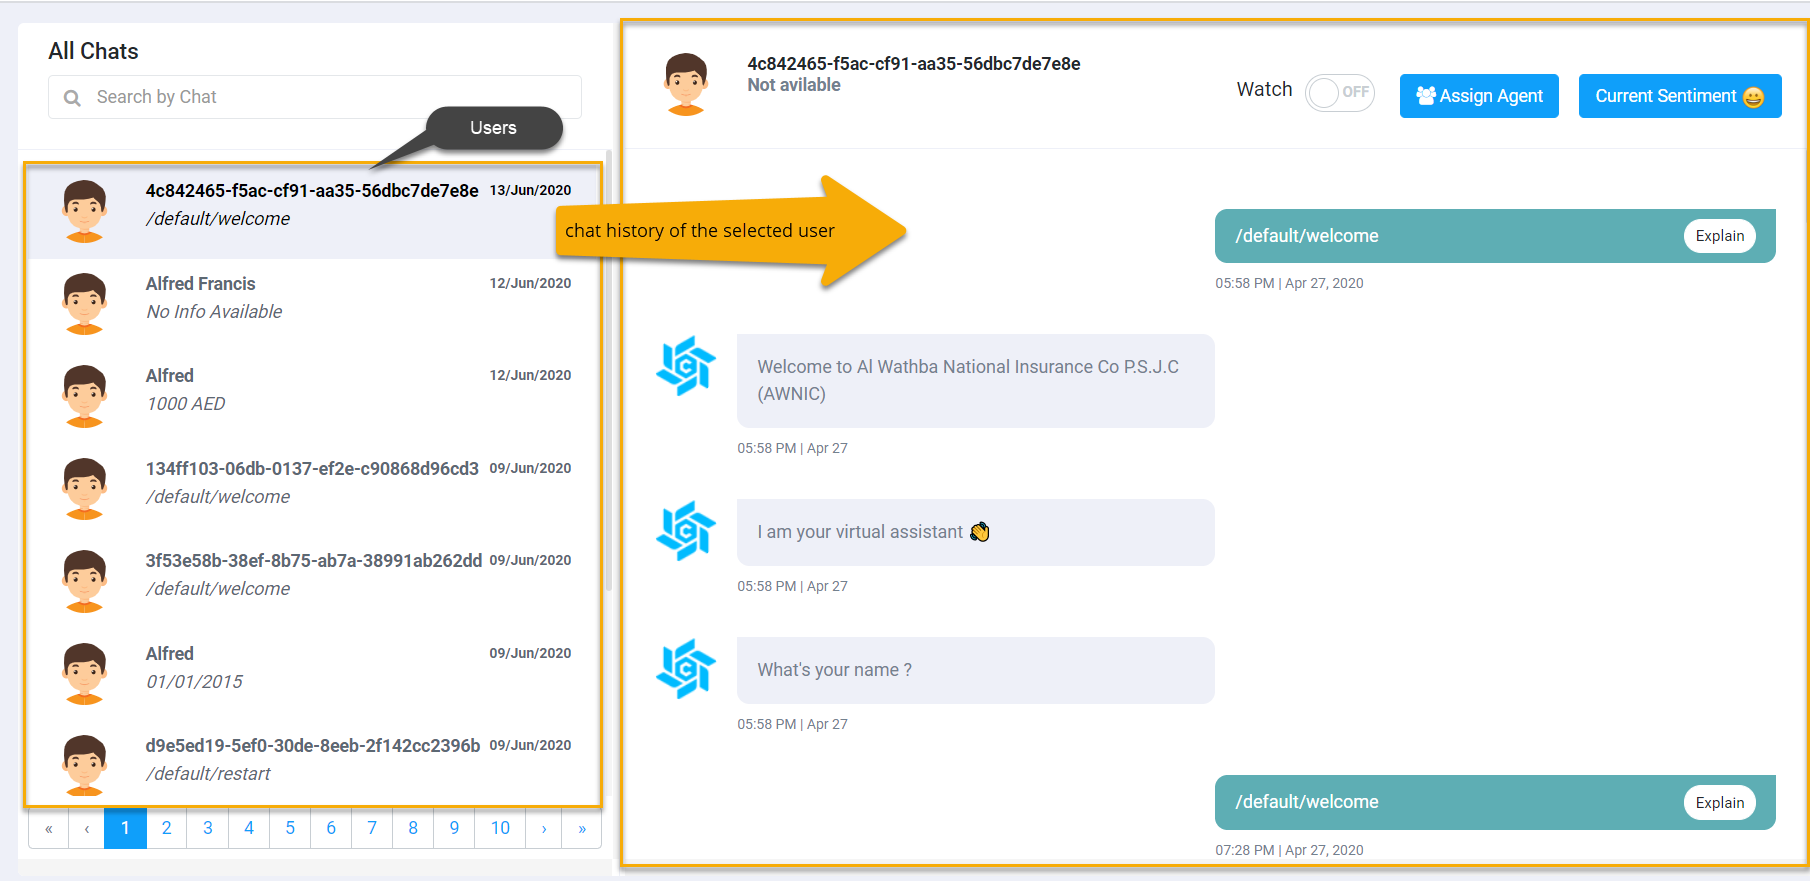 All Chats
Search by Chat
Users
4c842465-f5ac-cf91-aa35-56dbc7de7e8e 13/Jun/2020
/default/welcome
Alfred Francis 12/Jun/2020
No Info Available
Alfred 12/Jun/2020
1000 AED
134ff103-06db-0137-ef2e-c90868d96cd3 09/Jun/2020
/default/welcome
3f53e58b-38ef-8b75-ab7a-38991ab262dd 09/Jun/2020
/default/welcome
Alfred 09/Jun/2020
01/01/2015
d9e5ed19-5ef0-30de-8eeb-2f142cc2396b 09/Jun/2020
/default/restart
« ‹ 1 2 3 4 5 6 7 8 9 10 › »
chat history of the selected user
4c842465-f5ac-cf91-aa35-56dbc7de7e8e
Not avilable
Watch OFF Assign Agent Current Sentiment 😀
/default/welcome Explain
05:58 PM | Apr 27, 2020
Welcome to Al Wathba National Insurance Co P.S.J.C
(AWNIC)
05:58 PM | Apr 27
I am your virtual assistant 👏
05:58 PM | Apr 27
What's your name ?
05:58 PM | Apr 27
/default/welcome Explain
07:28 PM | Apr 27, 2020